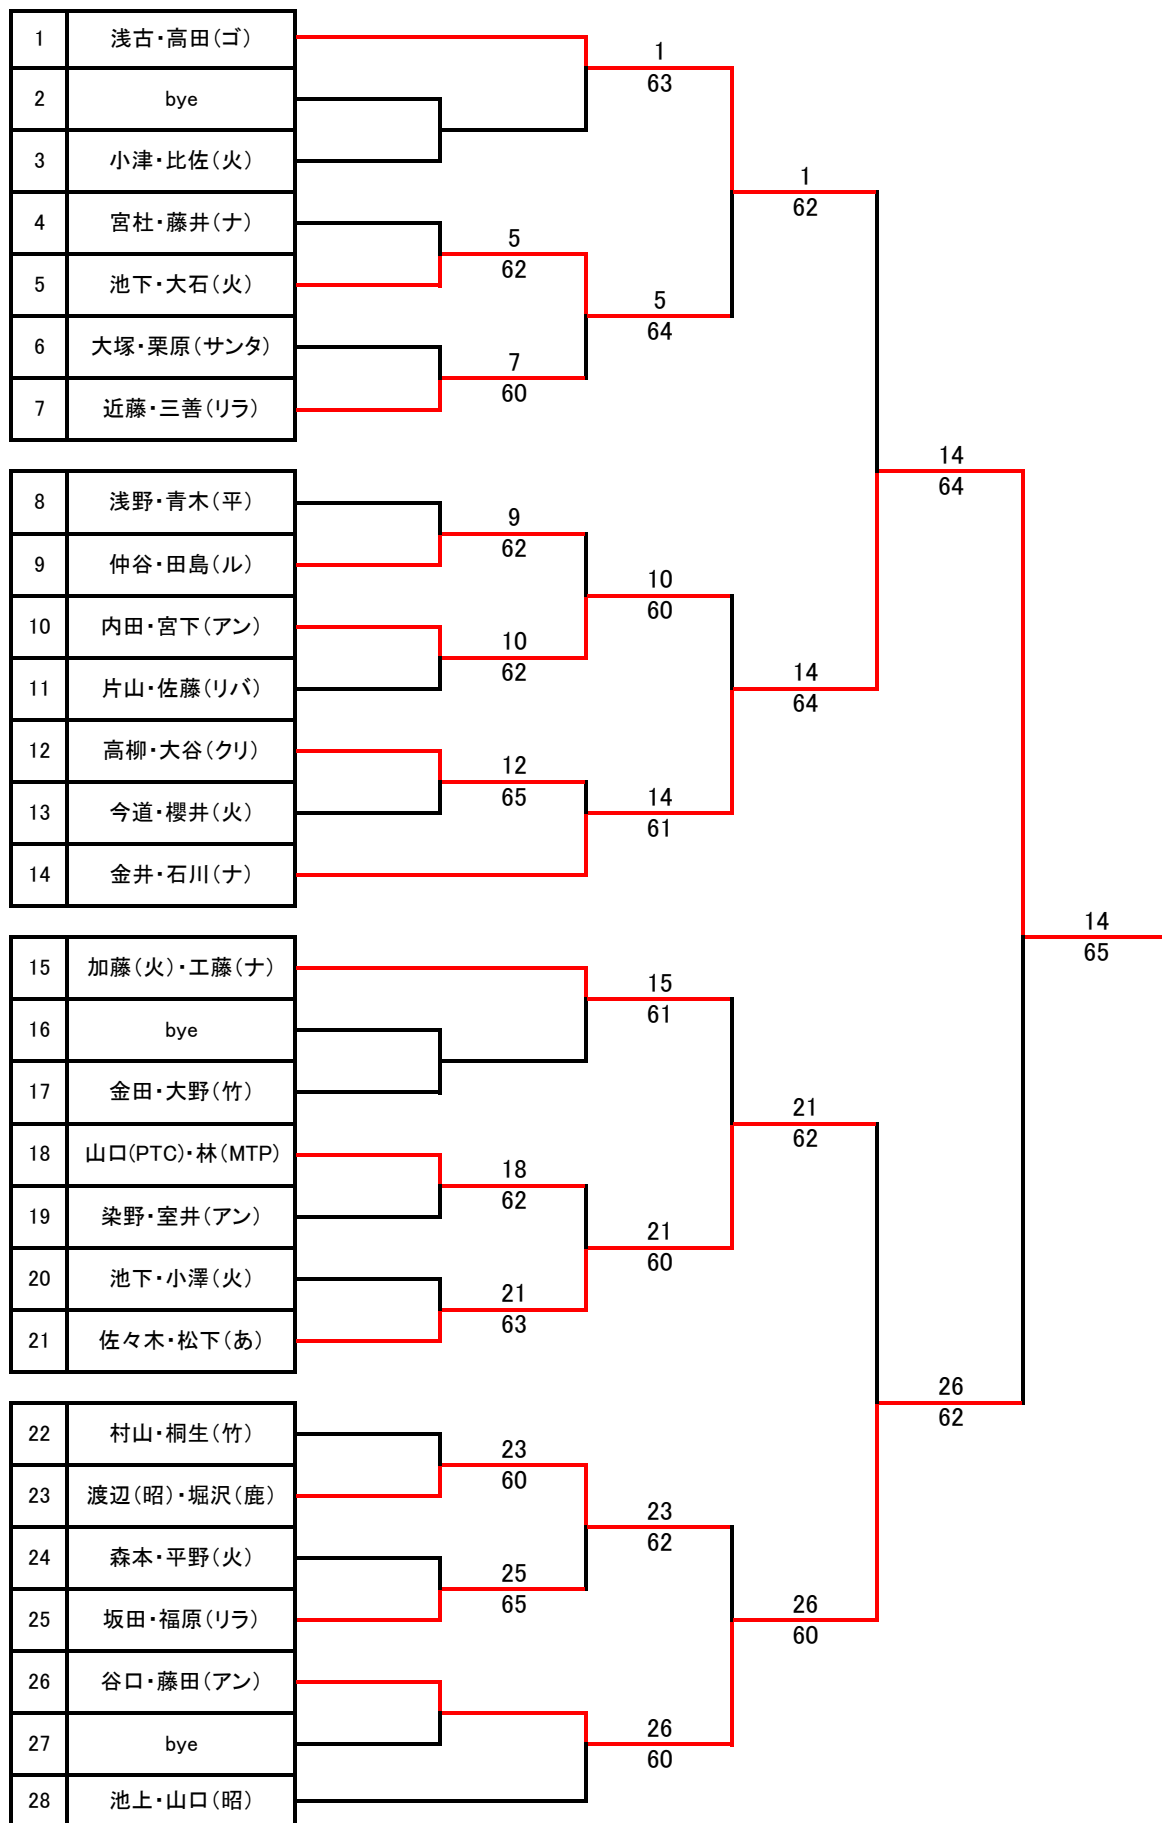 1 浅古・高田(ゴ)
2 bye
3 小津・比佐(火)
4 宮杜・藤井(ナ)
5 池下・大石(火)
6 大塚・栗原(サンタ)
7 近藤・三善(リラ)
8 浅野・青木(平)
9 仲谷・田島(ル)
10 内田・宮下(アン)
11 片山・佐藤(リバ)
12 高柳・大谷(クリ)
13 今道・櫻井(火)
14 金井・石川(ナ)
15 加藤(火)・工藤(ナ)
16 bye
17 金田・大野(竹)
18 山口(PTC)・林(MTP)
19 染野・室井(アン)
20 池下・小澤(火)
21 佐々木・松下(あ)
22 村山・桐生(竹)
23 渡辺(昭)・堀沢(鹿)
24 森本・平野(火)
25 坂田・福原(リラ)
26 谷口・藤田(アン)
27 bye
28 池上・山口(昭)
5
62
7
60
9
62
10
62
12
65
18
62
21
63
23
60
25
65
1
63
5
64
10
60
14
61
15
61
21
60
23
62
26
60
1
62
14
64
21
62
26
60
14
64
26
62
14
65